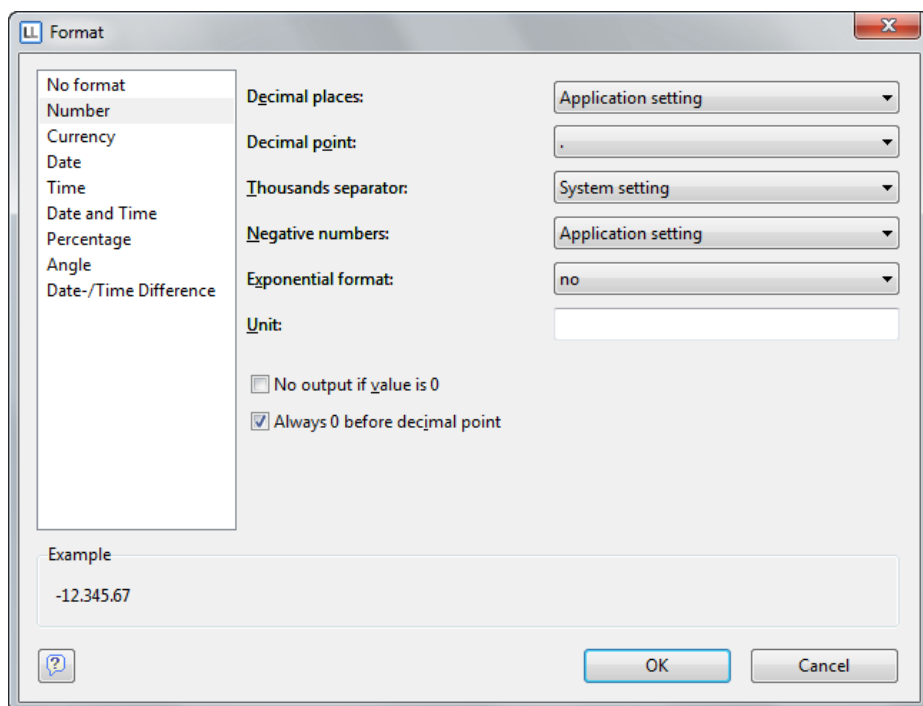 LL Format
No format
Number
Currency
Date
Time
Date and Time
Percentage
Angle
Date-/Time Difference
Decimal places: Application setting
Decimal point: .
Thousands separator: System setting
Negative numbers: Application setting
Exponential format: no
Unit:
No output if value is 0
Always 0 before decimal point
Example
-12.345.67
? OK Cancel